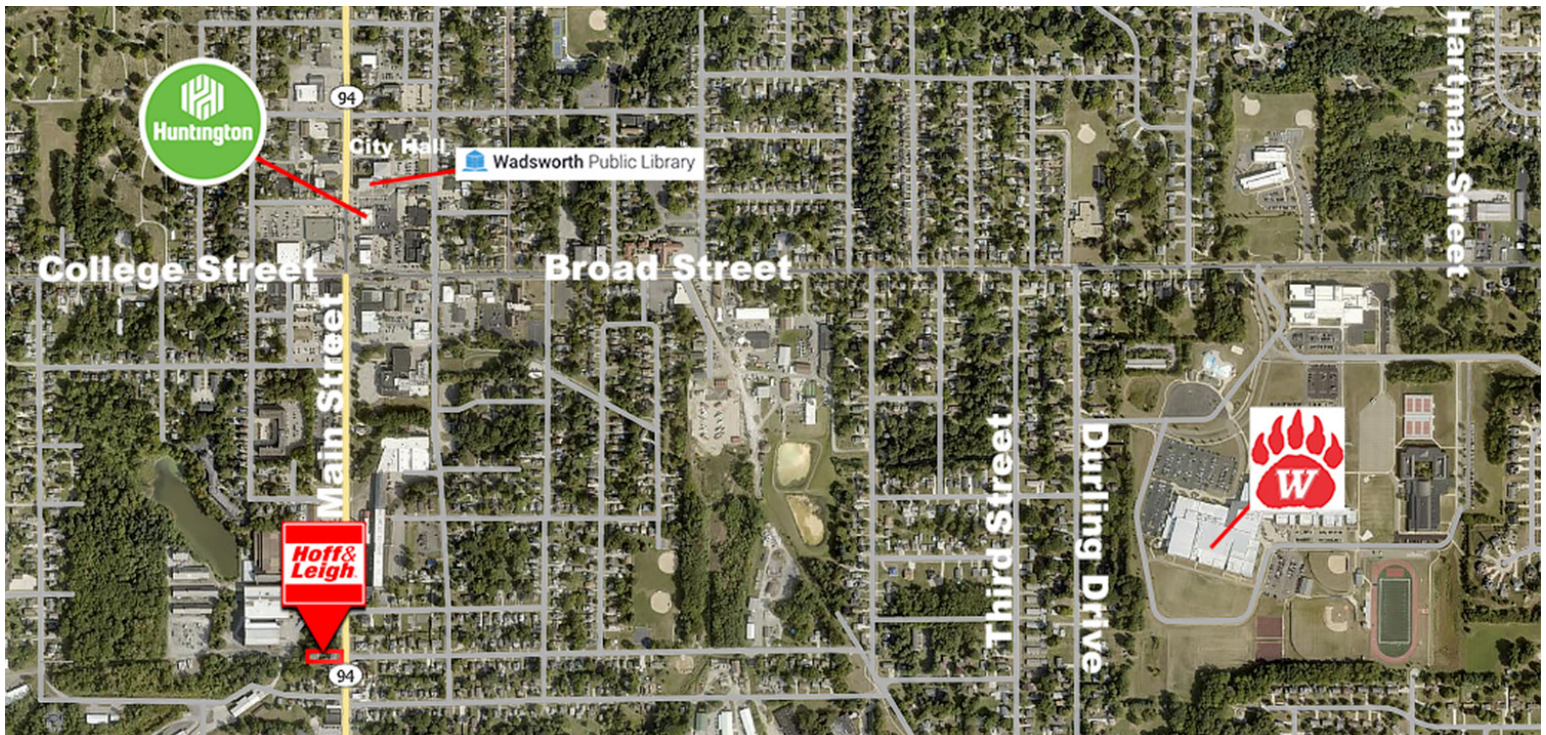 Hartman Street
94
Huntington
City Hall
Wadsworth Public Library
College Street
Broad Street
Main Street
W
Third Street
Durling Drive
Hoff&
Leigh
94